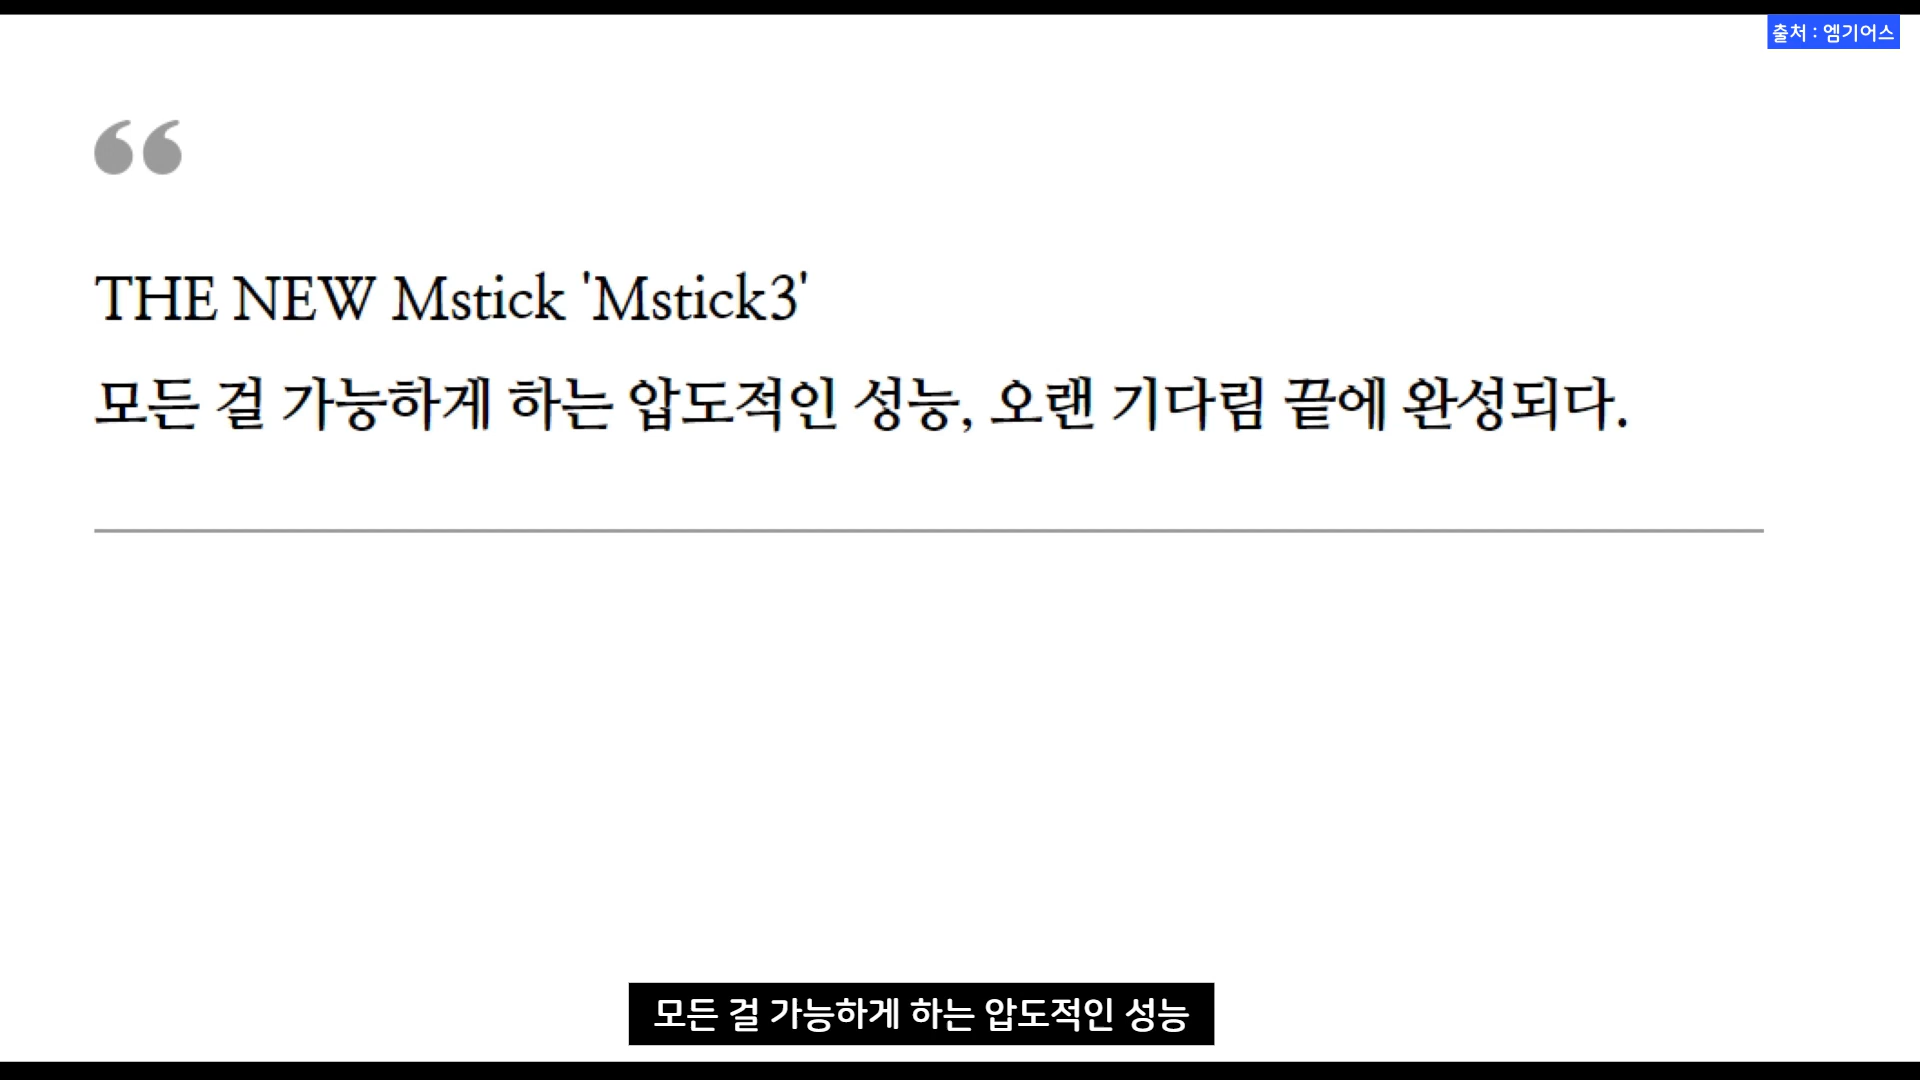 출처 : 엠기어스
“
THE NEW Mstick 'Mstick3'
모든 걸 가능하게 하는 압도적인 성능, 오랜 기다림 끝에 완성되다.
모든 걸 가능하게 하는 압도적인 성능